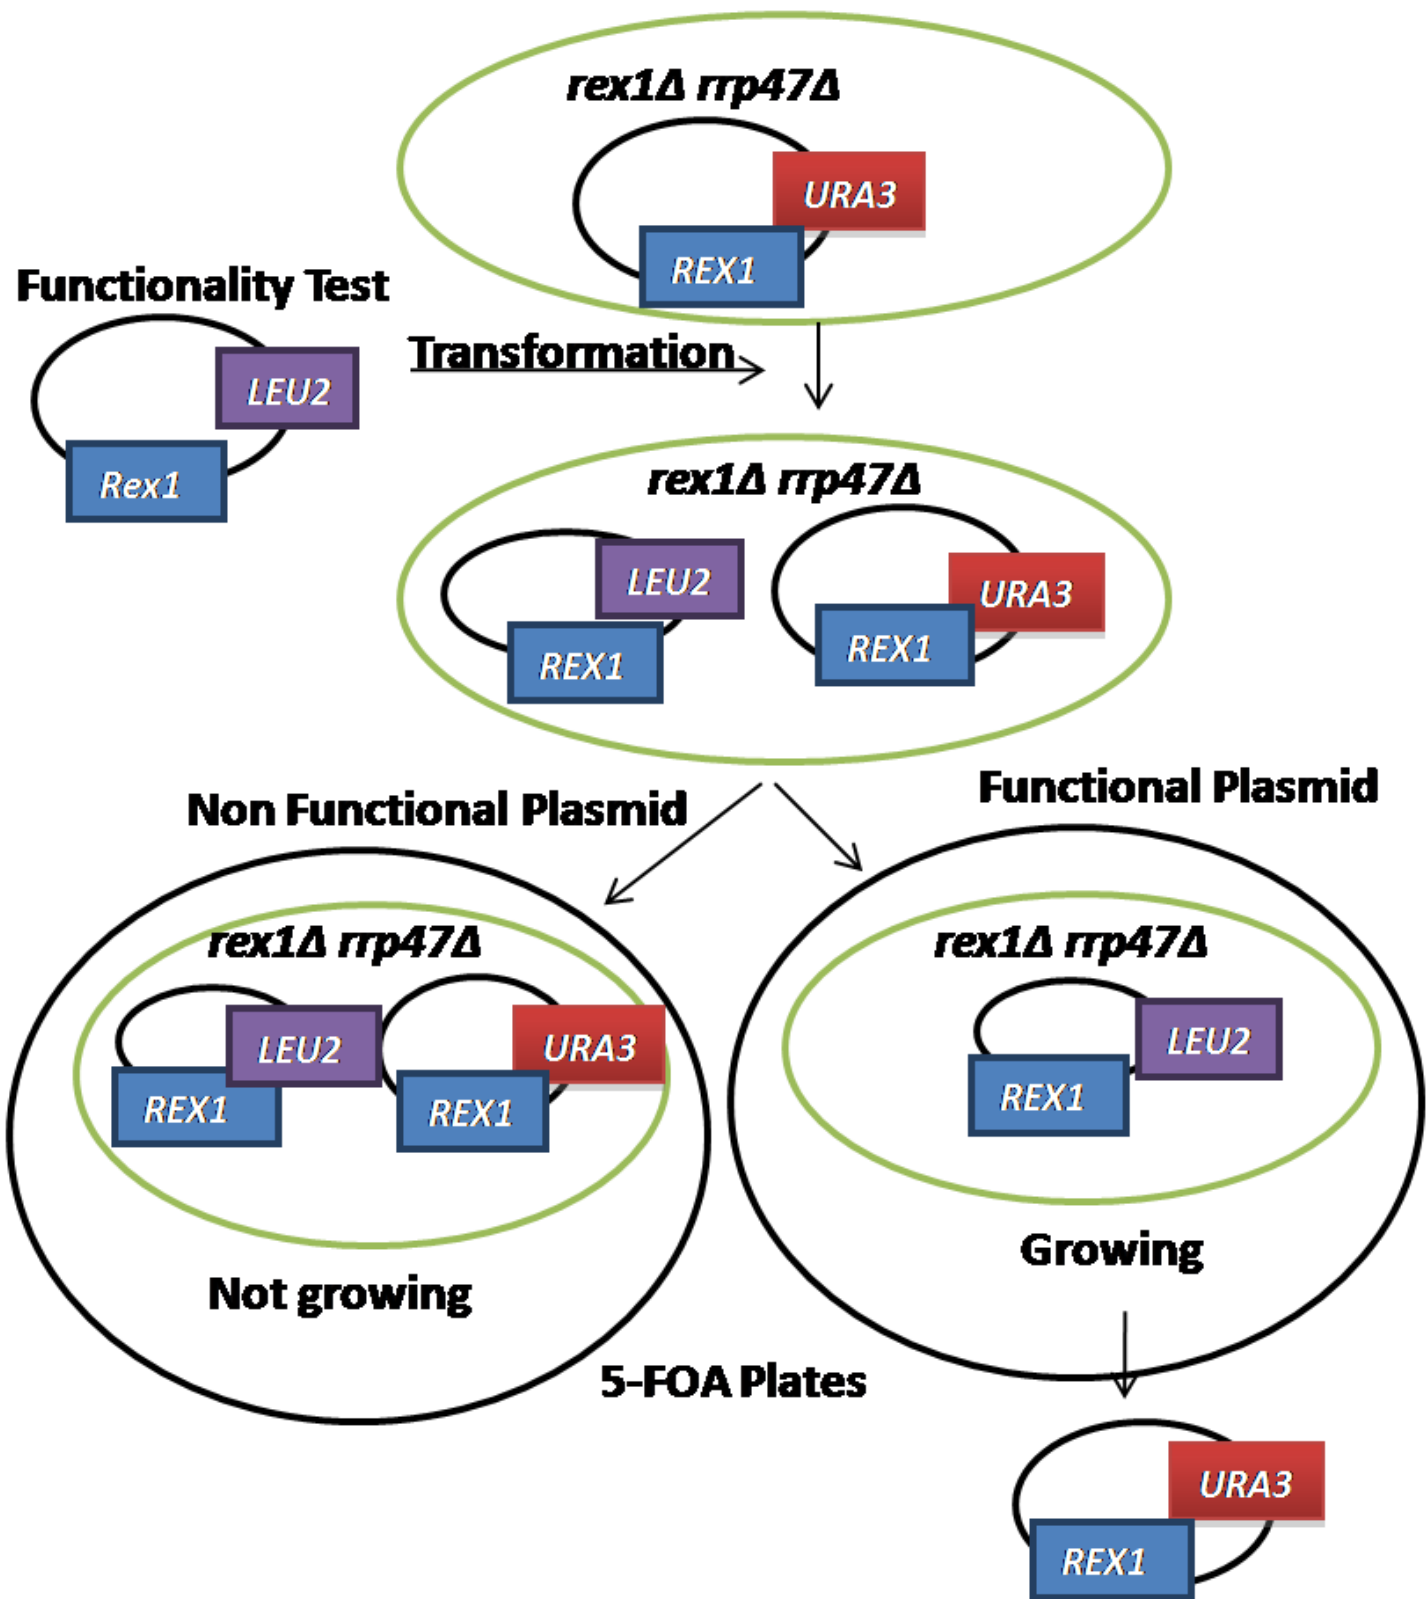 rex1Δ rrp47Δ
URA3
REX1
Functionality Test
LEU2
Rex1
Transformation
rex1Δ rrp47Δ
LEU2
REX1
URA3
REX1
Non Functional Plasmid
Functional Plasmid
rex1Δ rrp47Δ
LEU2
REX1
URA3
REX1
Not growing
rex1Δ rrp47Δ
LEU2
REX1
Growing
5-FOA Plates
URA3
REX1